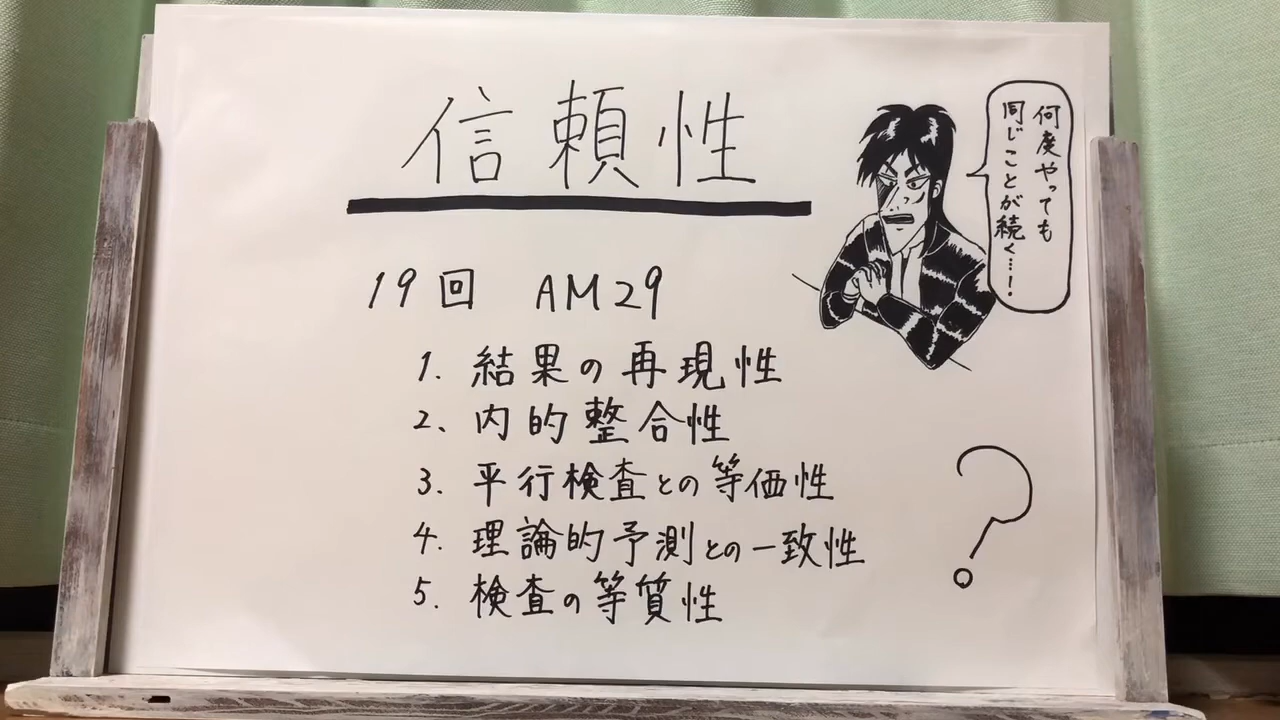 信頼性
何度やっても
同じことが続く…!
19回 AM29
1. 結果の再現性
2、内的整合性
3. 平行検査との等価性
4. 理論的予測との一致性
5. 検査の等質性
?